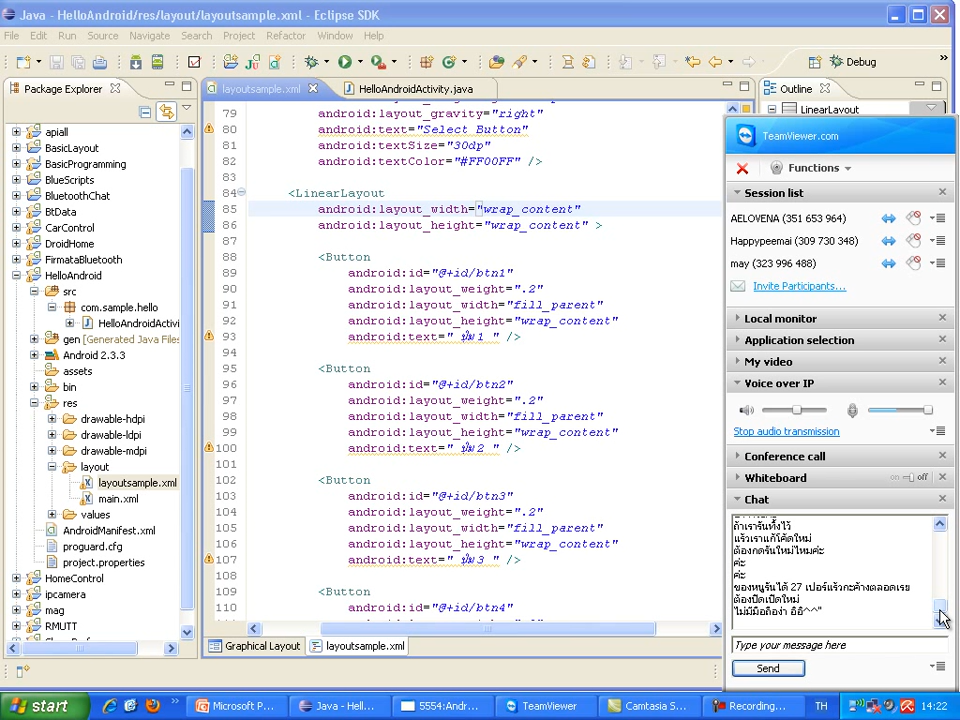 Java - HelloAndroid/res/layout/layoutsample.xml - Eclipse SDK
File Edit Run Source Navigate Search Project Refactor Window Help
Debug
Package Explorer
layoutsample.xml
HelloAndroidActivity.java
Outline
LinearLayout
apiall
BasicLayout
BasicProgramming
BlueScripts
BluetoothChat
BtData
CarControl
DroidHome
FirmataBluetooth
HelloAndroid
src
com.sample.hello
HelloAndroidActivi
gen [Generated Java Files
Android 2.3.3
assets
bin
res
drawable-hdpi
drawable-ldpi
drawable-mdpi
layout
layoutsample.xml
main.xml
values
AndroidManifest.xml
proguard.cfg
project.properties
HomeControl
ipcamera
mag
RMUTT
79 android:layout_gravity="right"
80 android:text="Select Button"
81 android:textSize="30dp"
82 android:textColor="#FF00FF" />
83
84 <LinearLayout
85 android:layout_width="wrap_content"
86 android:layout_height="wrap_content" >
87
88 <Button
89 android:id="@+id/btn1"
90 android:layout_weight=".2"
91 android:layout_width="fill_parent"
92 android:layout_height="wrap_content"
93 android:text=" ปุ่ม1 " />
94
95 <Button
96 android:id="@+id/btn2"
97 android:layout_weight=".2"
98 android:layout_width="fill_parent"
99 android:layout_height="wrap_content"
100 android:text=" ปุ่ม2 " />
101
102 <Button
103 android:id="@+id/btn3"
104 android:layout_weight=".2"
105 android:layout_width="fill_parent"
106 android:layout_height="wrap_content"
107 android:text=" ปุ่ม3 " />
108
109 <Button
110 android:id="@+id/btn4"
Graphical Layout
layoutsample.xml
TeamViewer.com
Functions
Session list
AELOVENA (351 653 964)
Happypeemai (309 730 348)
may (323 996 488)
Invite Participants...
Local monitor
Application selection
My video
Voice over IP
Stop audio transmission
Conference call
Whiteboard on off
Chat
ถ้าเรารันทิ้งไว้
แร้วเราแก้โค้ดใหม่
ต้องกดรันใหม่ไหมค่ะ
ค่ะ
ค่ะ
ของหนูรันได้ 27 เปอร์แร้วกะค้างตลอดเรย
ต้องปิดเปิดใหม่
ไม่มีมือถือง่า อิอิ^^"
Type your message here
Send
start
Microsoft P...
Java - Hell...
5554:Andr...
TeamViewer
Camtasia S...
Recording...
TH
14:22